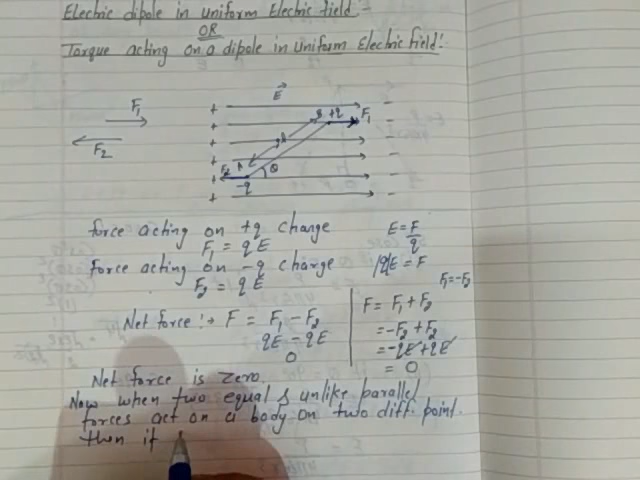 Electric dipole in uniform Electric field :-
OR
Torque acting on a dipole in uniform Electric field :-
E
F1
F2
+q
F1
θ
-q
force acting on +q charge
F1 = qE
force acting on -q charge
F2 = qE
E = F/q
qE = F
F1 = -F2
Net force :→ F = F1 - F2
qE - qE
0
F = F1 + F2
= -F2 + F2
= -qE + qE
= 0
Net force is zero.
Now when two equal & unlike parallel
forces act on a body on two diff. point.
then if